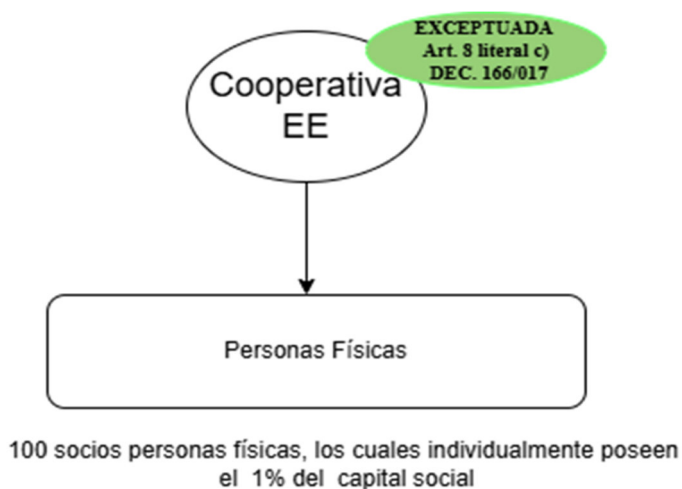 EXCEPTUADA
Art. 8 literal c)
DEC. 166/017
Cooperativa
EE
Personas Físicas
100 socios personas físicas, los cuales individualmente poseen
el 1% del capital social